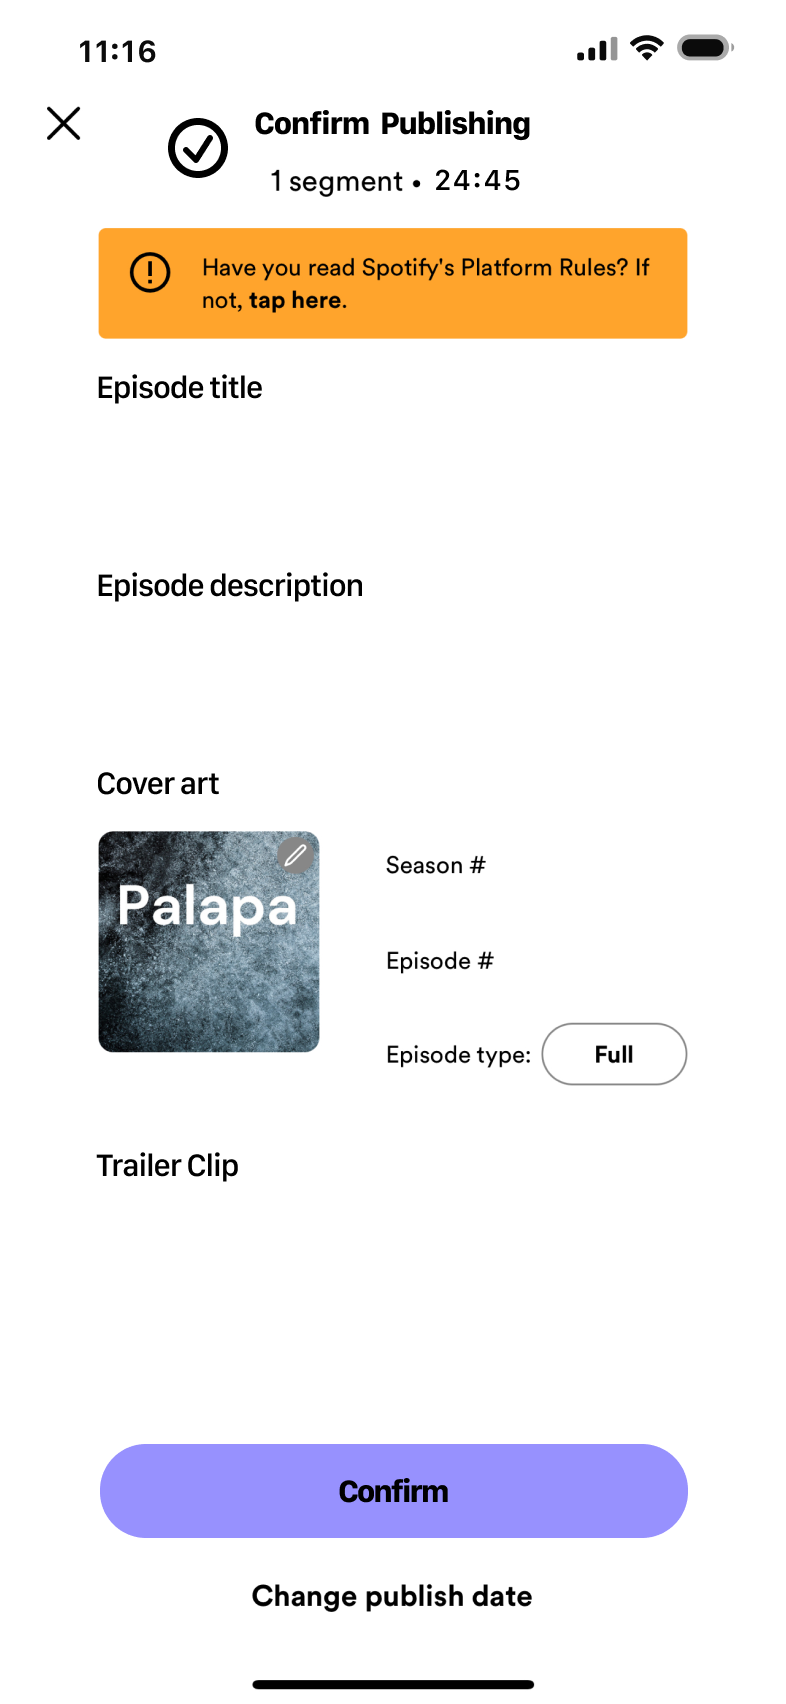 11:16
Confirm Publishing
1 segment • 24:45
Have you read Spotify's Platform Rules? If
not, tap here.
Episode title
Episode description
Cover art
Palapa
Season #
Episode #
Episode type: Full
Trailer Clip
Confirm
Change publish date